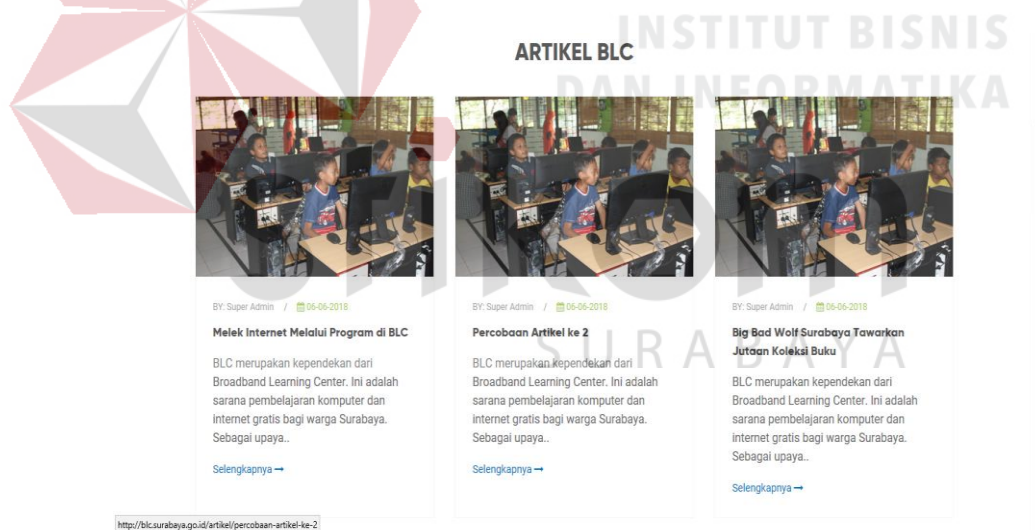 INSTITUT BISNIS
DAN INFORMATIKA
stikom
SURABAYA
ARTIKEL BLC
BY: Super Admin / 06-06-2018
Melek Internet Melalui Program di BLC
BLC merupakan kependekan dari
Broadband Learning Center. Ini adalah
sarana pembelajaran komputer dan
internet gratis bagi warga Surabaya.
Sebagai upaya..
Selengkapnya →
BY: Super Admin / 06-06-2018
Percobaan Artikel ke 2
BLC merupakan kependekan dari
Broadband Learning Center. Ini adalah
sarana pembelajaran komputer dan
internet gratis bagi warga Surabaya.
Sebagai upaya..
Selengkapnya →
BY: Super Admin / 06-06-2018
Big Bad Wolf Surabaya Tawarkan
Jutaan Koleksi Buku
BLC merupakan kependekan dari
Broadband Learning Center. Ini adalah
sarana pembelajaran komputer dan
internet gratis bagi warga Surabaya.
Sebagai upaya..
Selengkapnya →
http://blc.surabaya.go.id/artikel/percobaan-artikel-ke-2